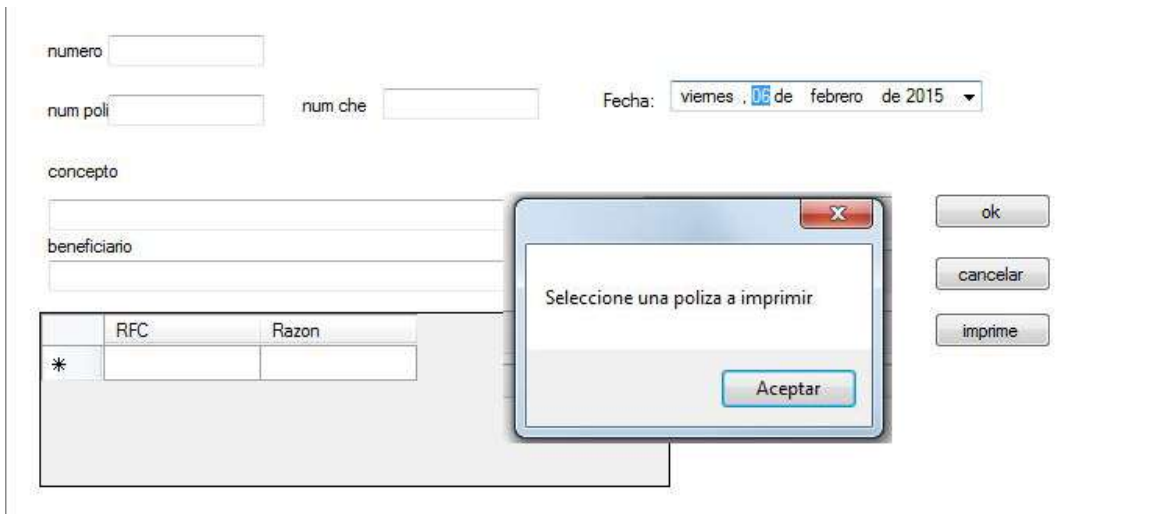 numero
num poli
num che
Fecha:
viernes , 06 de febrero de 2015
concepto
beneficiario
RFC Razon
*
Seleccione una poliza a imprimir
Aceptar
ok
cancelar
imprime